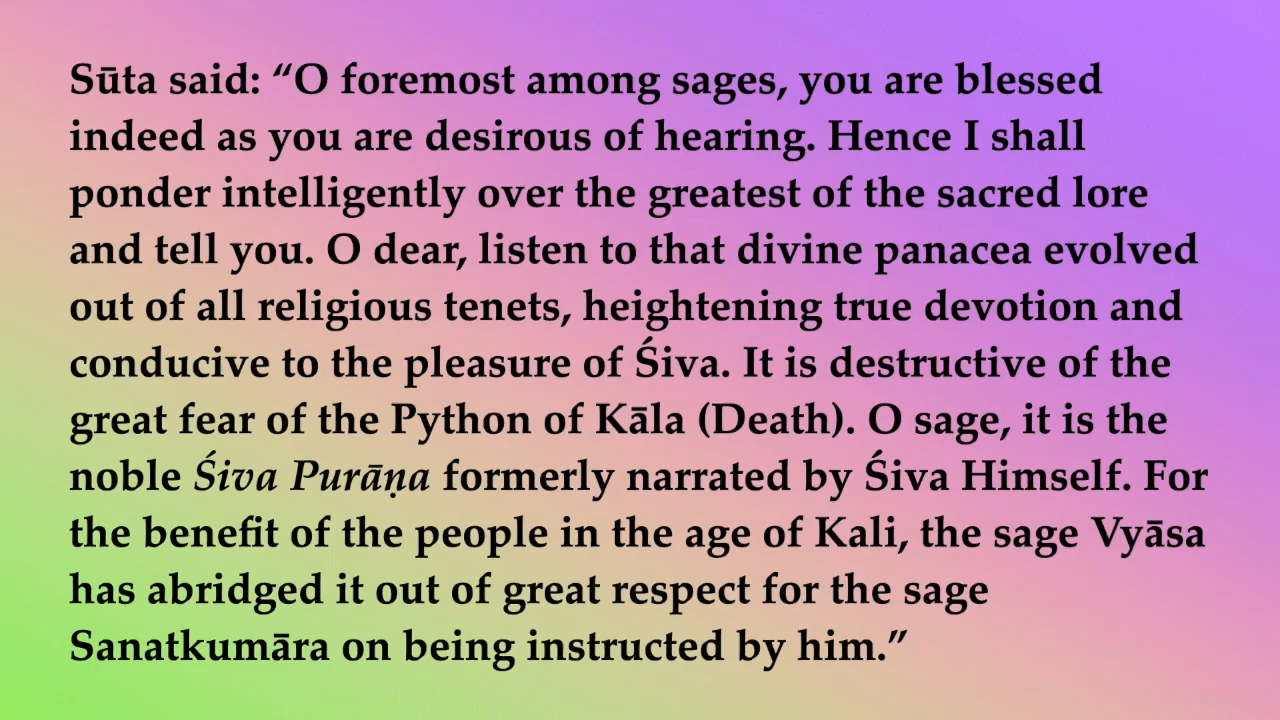 Sūta said: “O foremost among sages, you are blessed
indeed as you are desirous of hearing. Hence I shall
ponder intelligently over the greatest of the sacred lore
and tell you. O dear, listen to that divine panacea evolved
out of all religious tenets, heightening true devotion and
conducive to the pleasure of Śiva. It is destructive of the
great fear of the Python of Kāla (Death). O sage, it is the
noble Śiva Purāṇa formerly narrated by Śiva Himself. For
the benefit of the people in the age of Kali, the sage Vyāsa
has abridged it out of great respect for the sage
Sanatkumāra on being instructed by him.”